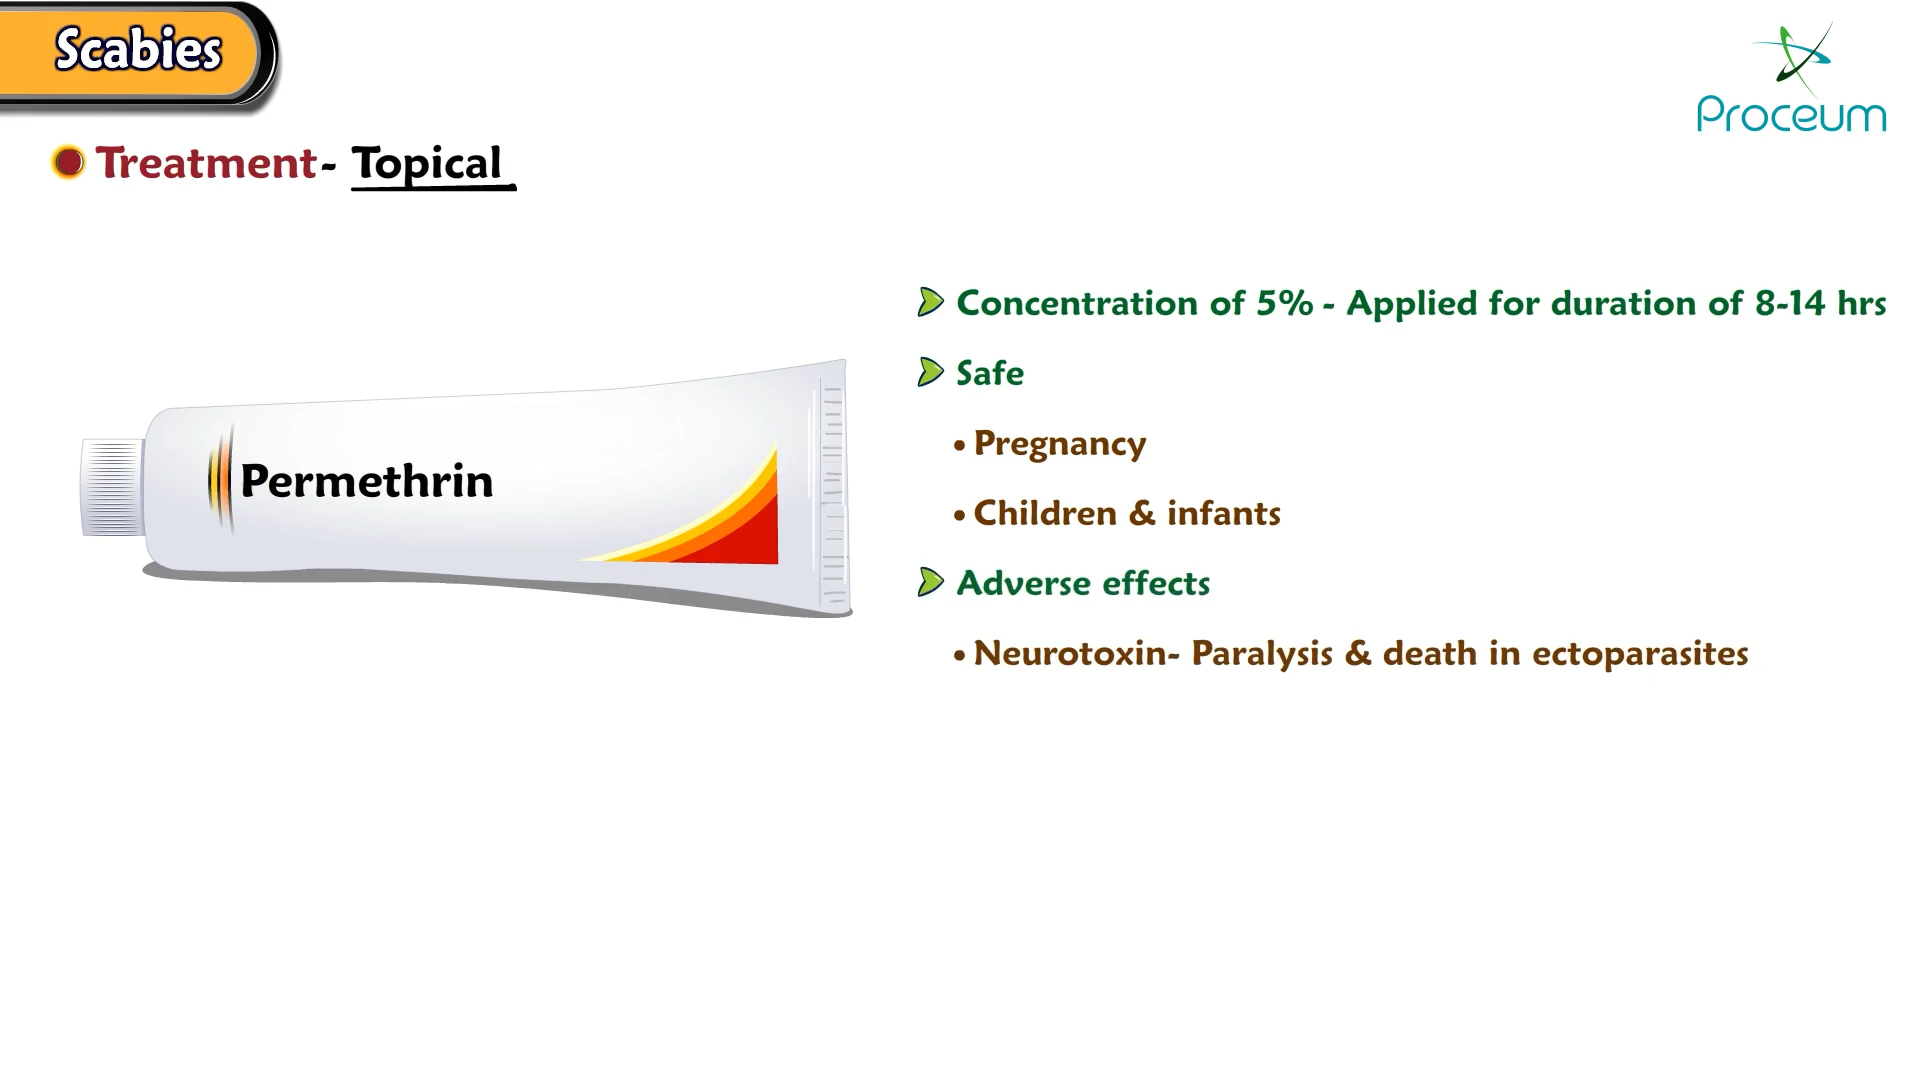 Scabies
Proceum
Treatment- Topical
Permethrin
Concentration of 5% - Applied for duration of 8-14 hrs
Safe
• Pregnancy
• Children & infants
Adverse effects
• Neurotoxin- Paralysis & death in ectoparasites